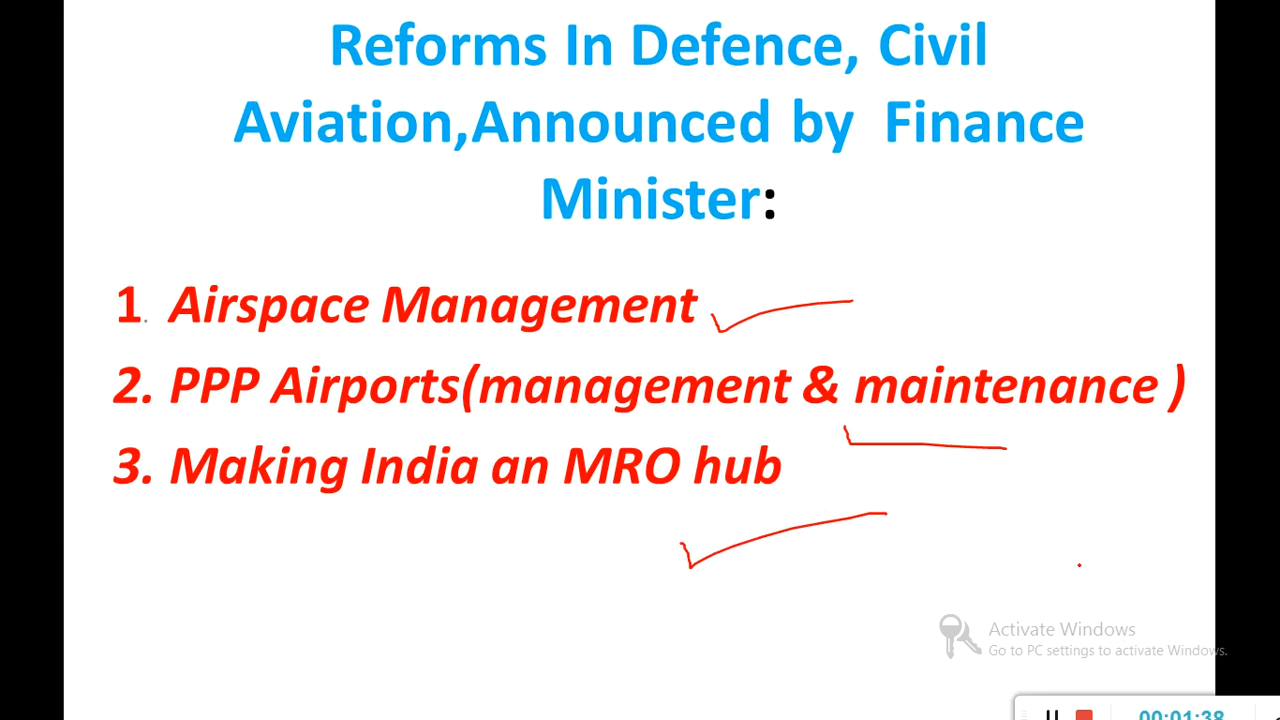 Reforms In Defence, Civil
Aviation,Announced by Finance
Minister:
1. Airspace Management
2. PPP Airports(management & maintenance )
3. Making India an MRO hub
Activate Windows
Go to PC settings to activate Windows.
00:01:38